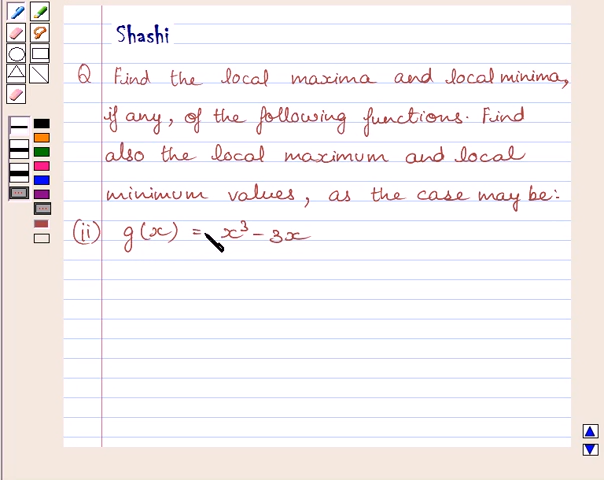 Shashi
Q Find the local maxima and local minima,
if any, of the following functions. Find
also the local maximum and local
minimum values, as the case may be:
(ii) g(x) = x³ - 3x